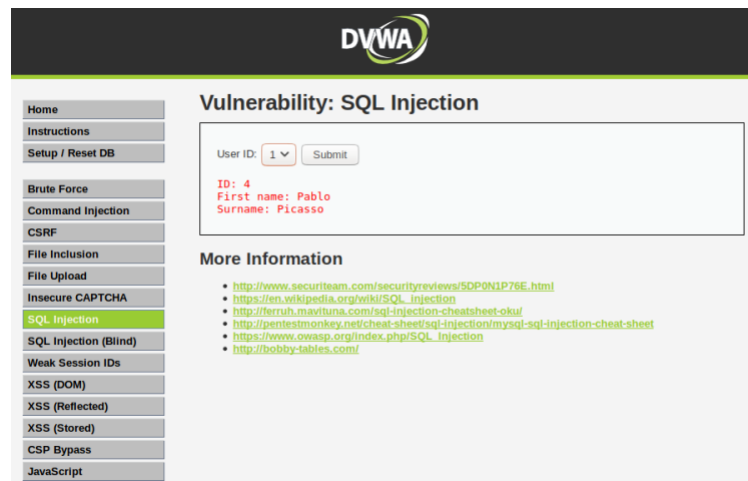 DVWA
Home
Instructions
Setup / Reset DB
Brute Force
Command Injection
CSRF
File Inclusion
File Upload
Insecure CAPTCHA
SQL Injection
SQL Injection (Blind)
Weak Session IDs
XSS (DOM)
XSS (Reflected)
XSS (Stored)
CSP Bypass
JavaScript
Vulnerability: SQL Injection
User ID: 1 Submit
ID: 4
First name: Pablo
Surname: Picasso
More Information
http://www.securiteam.com/securityreviews/5DP0N1P76E.html
https://en.wikipedia.org/wiki/SQL_injection
http://ferruh.mavituna.com/sql-injection-cheatsheet-oku/
http://pentestmonkey.net/cheat-sheet/sql-injection/mysql-sql-injection-cheat-sheet
https://www.owasp.org/index.php/SQL_Injection
http://bobby-tables.com/